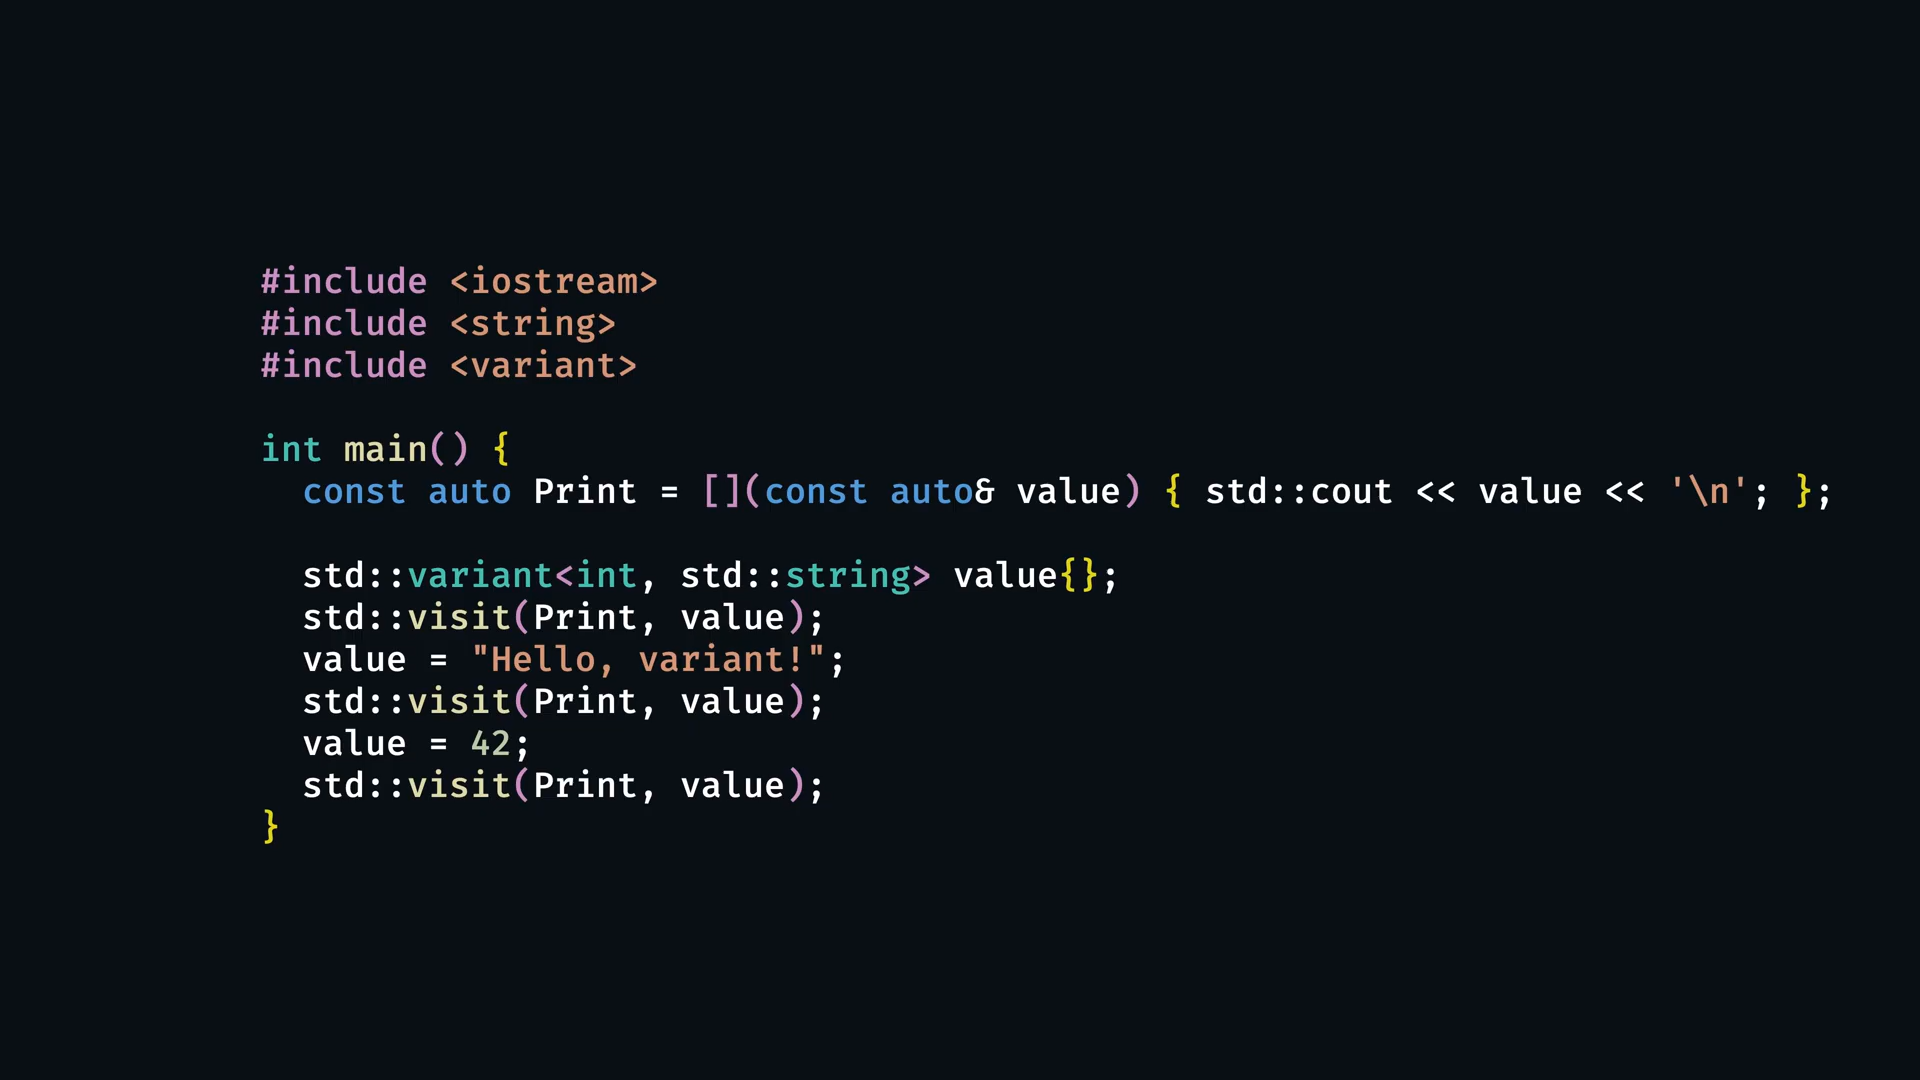 #include <iostream>
#include <string>
#include <variant>
int main() {
  const auto Print = [](const auto& value) { std::cout << value << '\n'; };
  std::variant<int, std::string> value{};
  std::visit(Print, value);
  value = "Hello, variant!";
  std::visit(Print, value);
  value = 42;
  std::visit(Print, value);
}